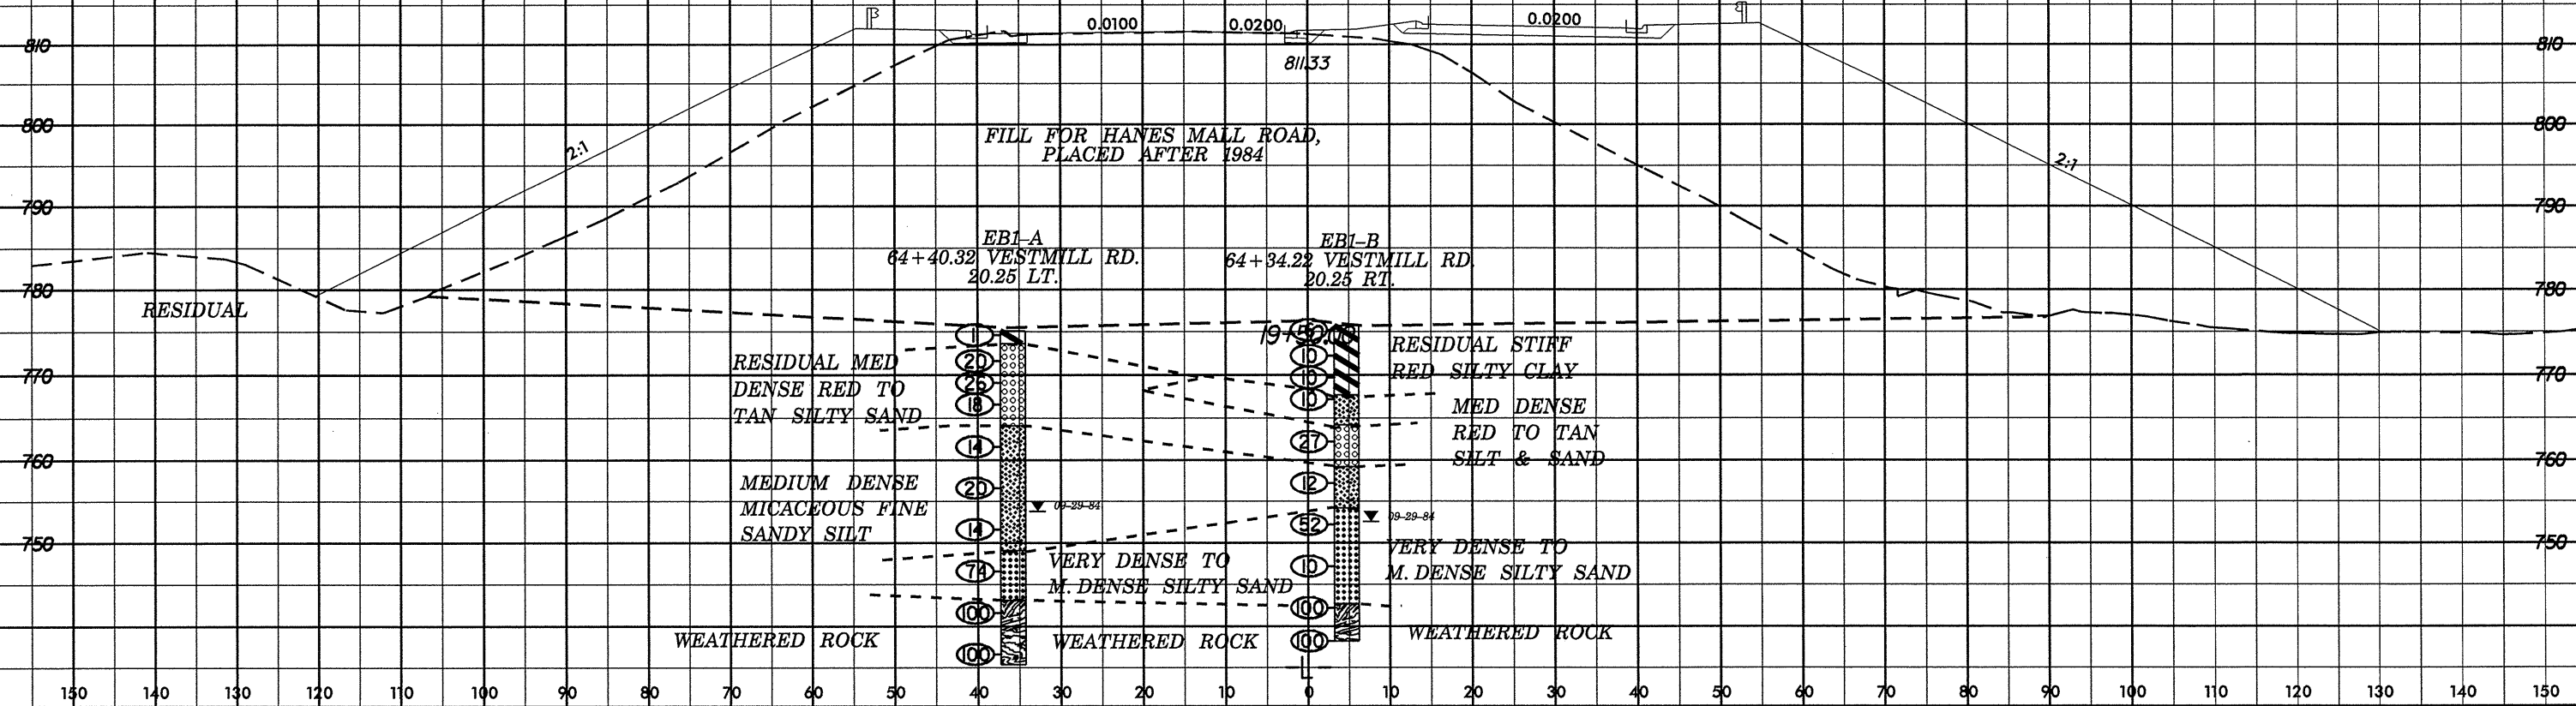 0.0100 0.0200 0.0200
810 810
811.33
800 800
FILL FOR HANES MALL ROAD,
PLACED AFTER 1984
2:1 2:1
790 790
EB1-A
64+40.32 VESTMILL RD.
20.25 LT.
EB1-B
64+34.22 VESTMILL RD.
20.25 RT.
780 780
RESIDUAL
RESIDUAL MED
DENSE RED TO
TAN SILTY SAND
RESIDUAL STIFF
RED SILTY CLAY
770 770
1
20
26
18
14
20
14
74
100
100
10
10
10
27
12
52
10
100
100
MED DENSE
RED TO TAN
SILT & SAND
760 760
MEDIUM DENSE
MICACEOUS FINE
SANDY SILT
09-29-84 09-29-84
750 750
VERY DENSE TO
M. DENSE SILTY SAND
VERY DENSE TO
M. DENSE SILTY SAND
WEATHERED ROCK WEATHERED ROCK WEATHERED ROCK
L
150 140 130 120 110 100 90 80 70 60 50 40 30 20 10 0 10 20 30 40 50 60 70 80 90 100 110 120 130 140 150